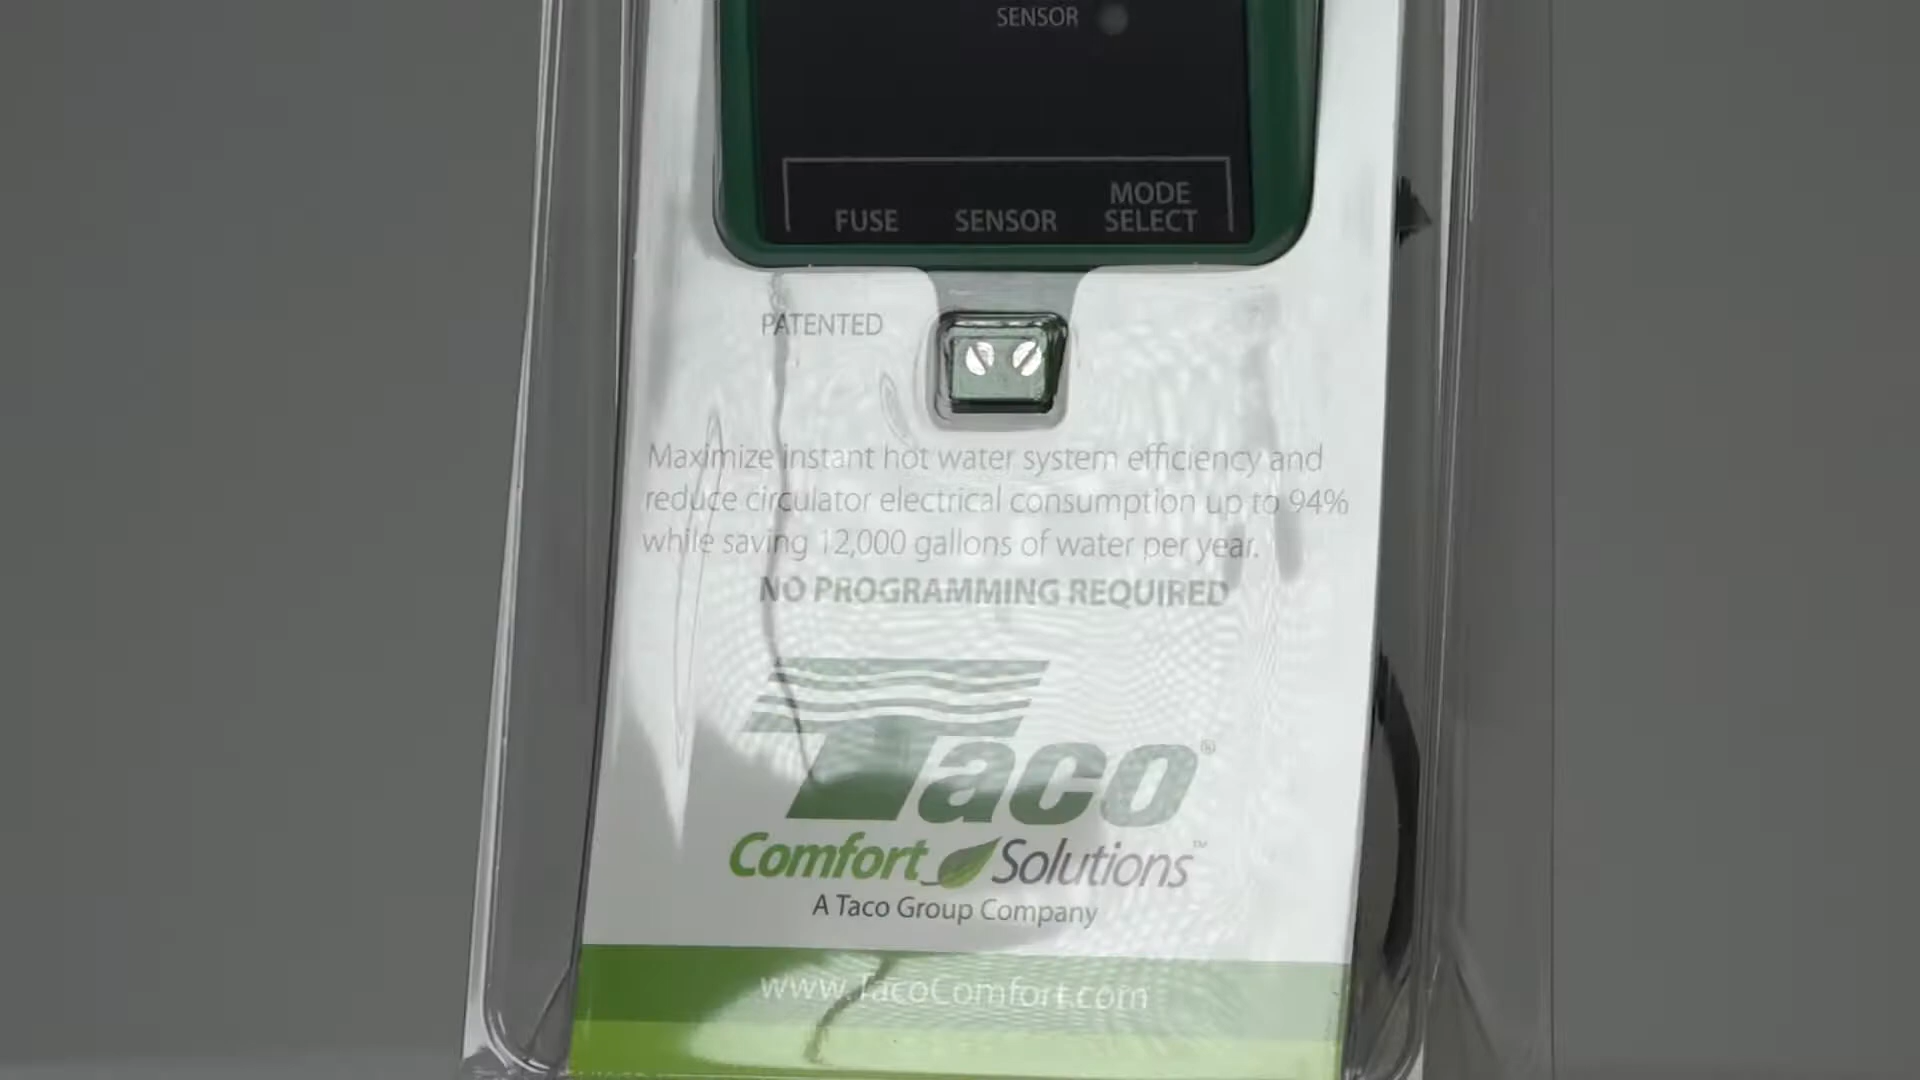 SENSOR
FUSE SENSOR MODE SELECT
PATENTED
Maximize instant hot water system efficiency and
reduce circulator electrical consumption up to 94%
while saving 12,000 gallons of water per year.
NO PROGRAMMING REQUIRED
Taco®
Comfort Solutions™
A Taco Group Company
www.TacoComfort.com